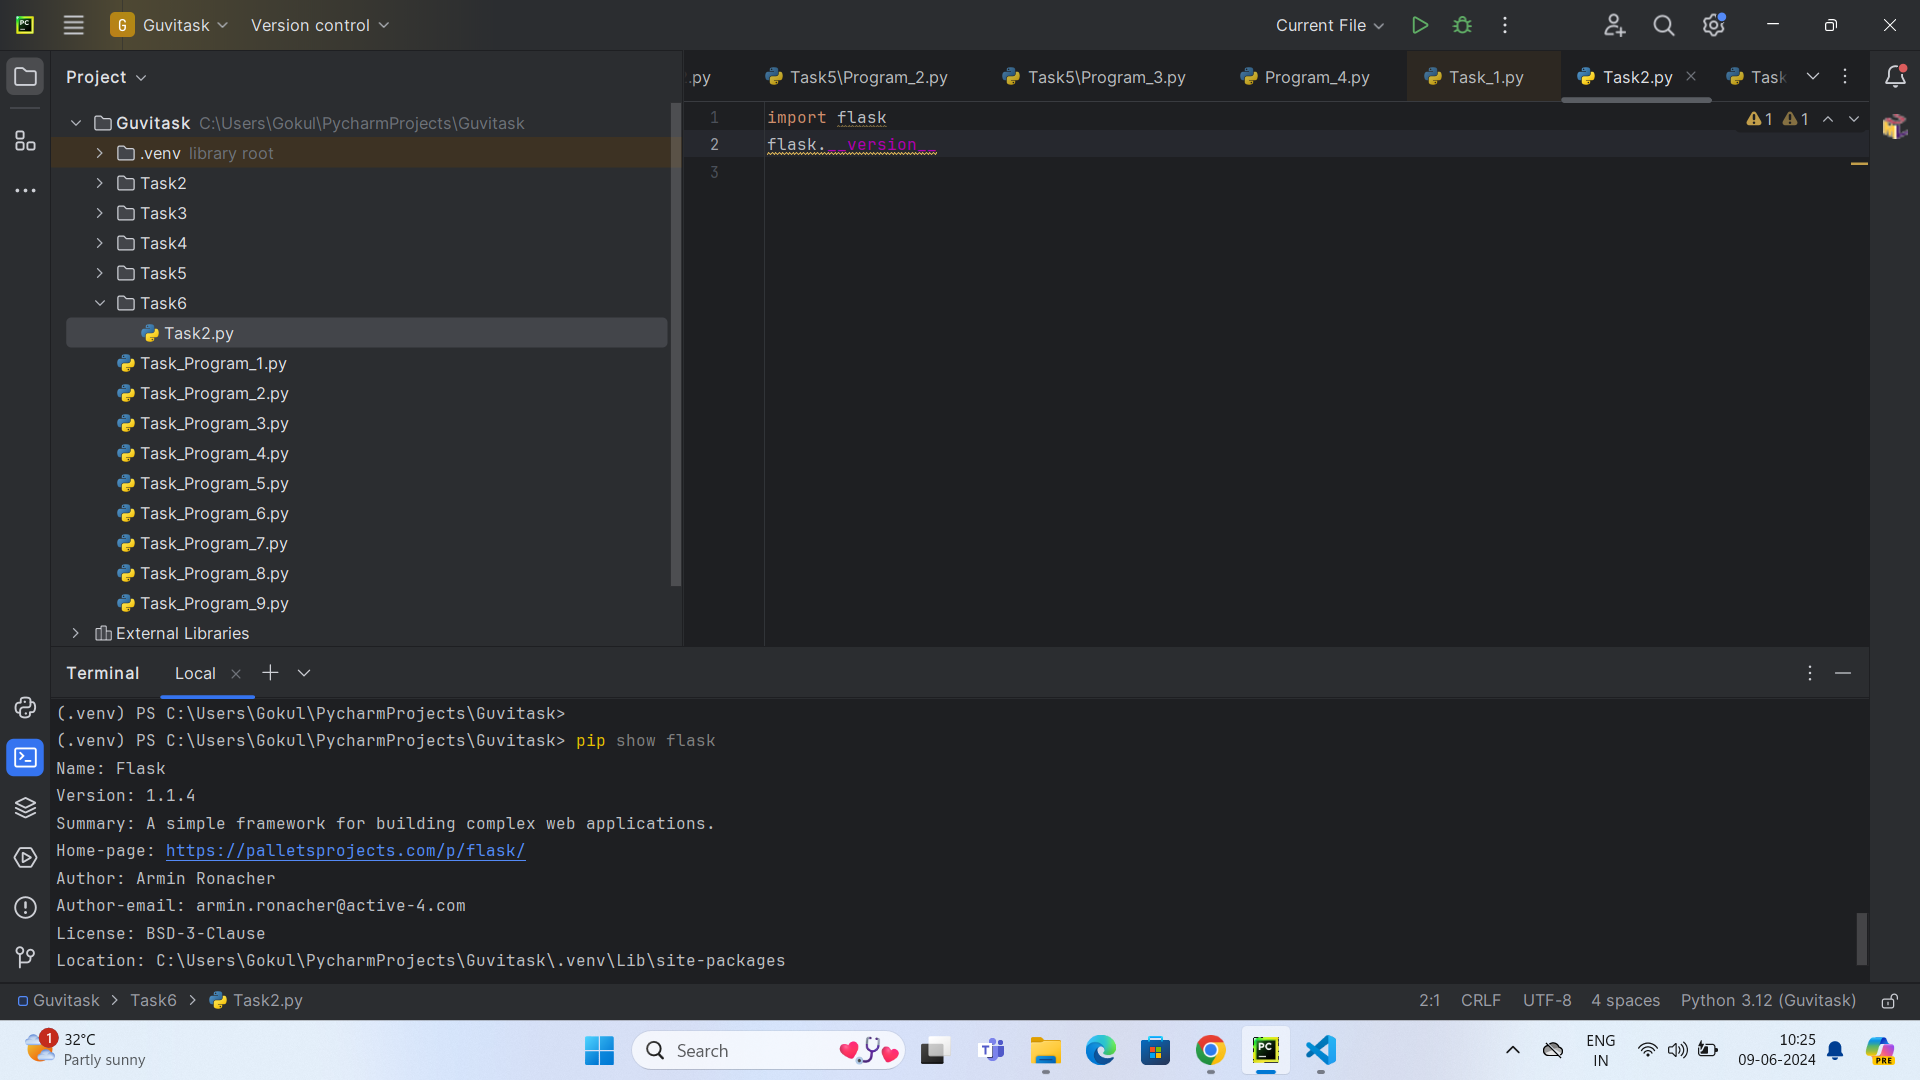 PC
G
Guvitask
Version control
Current File
Project
.py
Task5\Program_2.py
Task5\Program_3.py
Program_4.py
Task_1.py
Task2.py
Task
Guvitask C:\Users\Gokul\PycharmProjects\Guvitask
.venv library root
Task2
Task3
Task4
Task5
Task6
Task2.py
Task_Program_1.py
Task_Program_2.py
Task_Program_3.py
Task_Program_4.py
Task_Program_5.py
Task_Program_6.py
Task_Program_7.py
Task_Program_8.py
Task_Program_9.py
External Libraries
1 import flask
2 flask.__version__
3
1 1
Terminal
Local
(.venv) PS C:\Users\Gokul\PycharmProjects\Guvitask>
(.venv) PS C:\Users\Gokul\PycharmProjects\Guvitask> pip show flask
Name: Flask
Version: 1.1.4
Summary: A simple framework for building complex web applications.
Home-page: https://palletsprojects.com/p/flask/
Author: Armin Ronacher
Author-email: armin.ronacher@active-4.com
License: BSD-3-Clause
Location: C:\Users\Gokul\PycharmProjects\Guvitask\.venv\Lib\site-packages
Guvitask > Task6 > Task2.py
2:1 CRLF UTF-8 4 spaces Python 3.12 (Guvitask)
1
32°C
Partly sunny
Search
PC
ENG
IN
10:25
09-06-2024
PRE